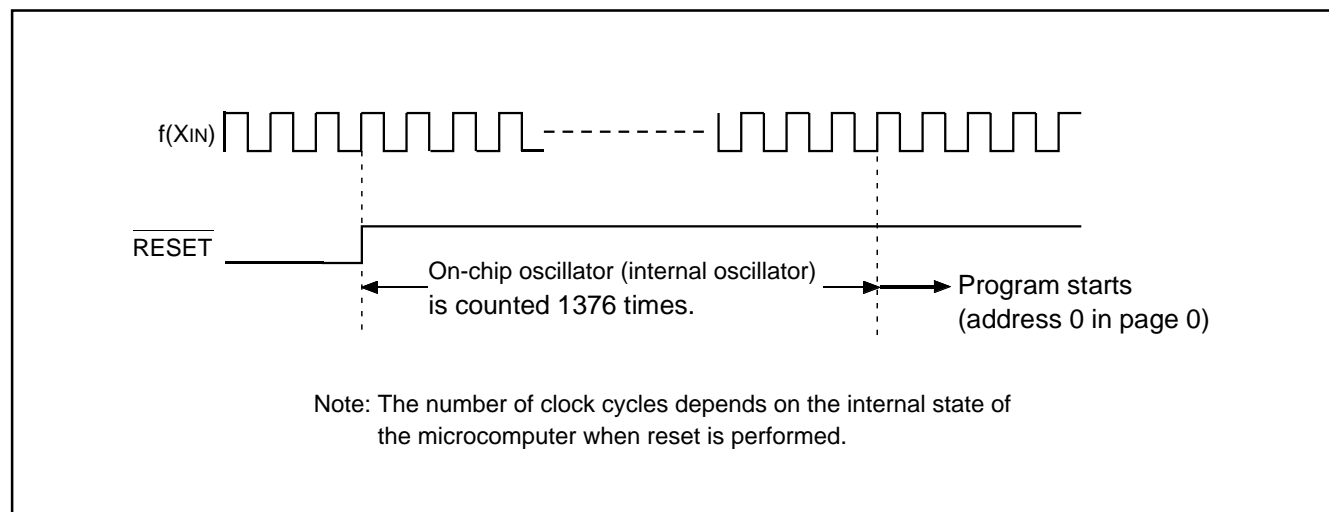 f(XIN)
RESET
On-chip oscillator (internal oscillator)
is counted 1376 times.
Program starts
(address 0 in page 0)
Note: The number of clock cycles depends on the internal state of
the microcomputer when reset is performed.